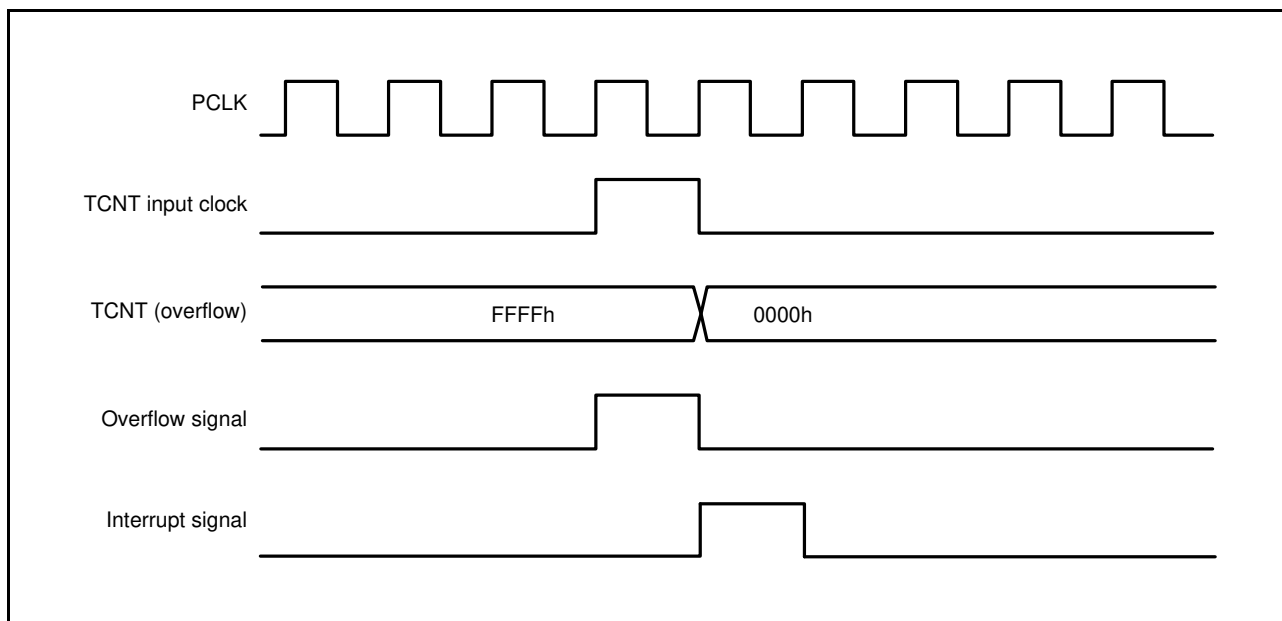 PCLK
TCNT input clock
TCNT (overflow)
FFFFh
0000h
Overflow signal
Interrupt signal